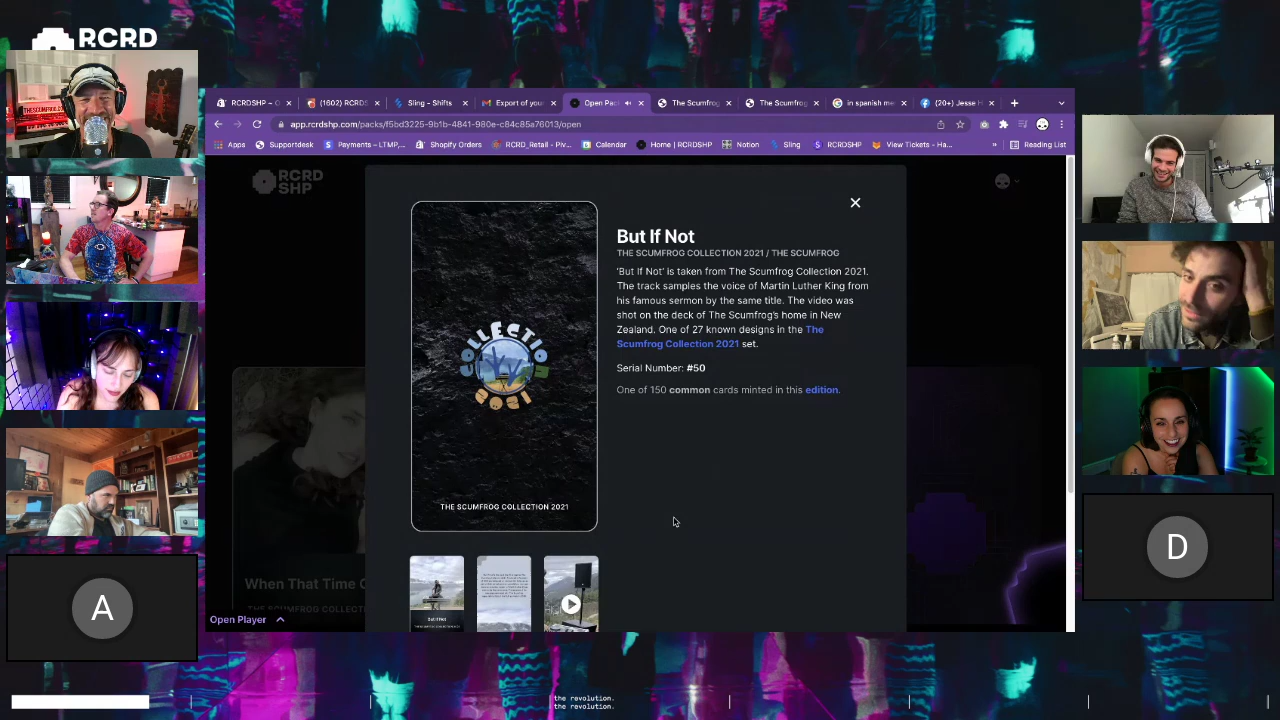 RCRD
RCRDSHP – O
(1602) RCRDS
Sling – Shifts
Export of your
Open Pac
The Scumfrog
The Scumfrog
in spanish me
(20+) Jesse H
app.rcrdshp.com/packs/f5bd3225-9b1b-4841-980e-c84c85a76013/open
Apps
Supportdesk
Payments – LTMP,...
Shopify Orders
RCRD_Retail - Piv...
Calendar
Home | RCRDSHP
Notion
Sling
RCRDSHP
View Tickets - Ha...
»
Reading List
RCRD
SHP
COLLECTION
2021
THE SCUMFROG COLLECTION 2021
But If Not
THE SCUMFROG COLLECTION 2021 / THE SCUMFROG
'But If Not' is taken from The Scumfrog Collection 2021.
The track samples the voice of Martin Luther King from
his famous sermon by the same title. The video was
shot on the deck of The Scumfrog's home in New
Zealand. One of 27 known designs in the The
Scumfrog Collection 2021 set.
Serial Number: #50
One of 150 common cards minted in this edition.
When That Time C
THE SCUMFROG COLLECT
But If Not
Open Player
A
D
the revolution.
the revolution.